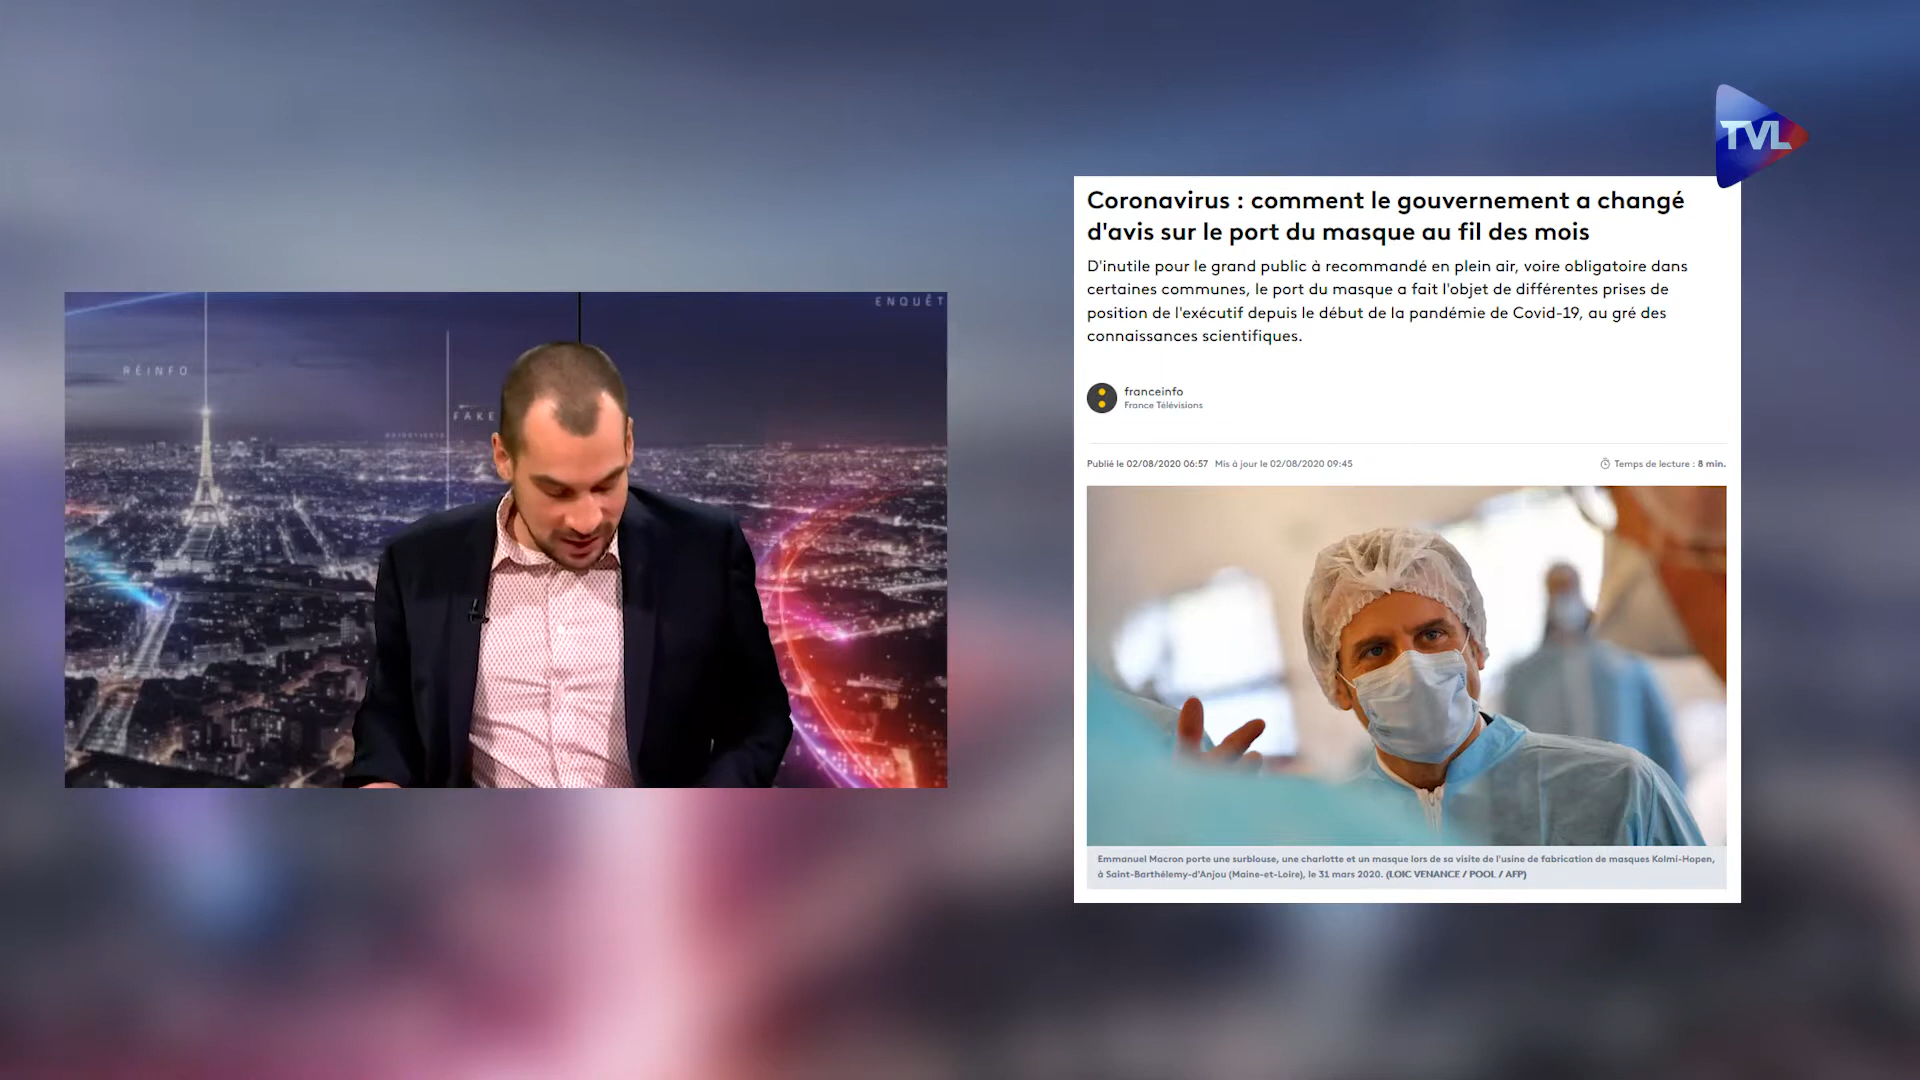 TVL
ENQUÊT
RÉINFO
FAKE
Coronavirus : comment le gouvernement a changé
d'avis sur le port du masque au fil des mois
D'inutile pour le grand public à recommandé en plein air, voire obligatoire dans
certaines communes, le port du masque a fait l'objet de différentes prises de
position de l'exécutif depuis le début de la pandémie de Covid-19, au gré des
connaissances scientifiques.
franceinfo
France Télévisions
Publié le 02/08/2020 06:57 Mis à jour le 02/08/2020 09:45
Temps de lecture : 8 min.
Emmanuel Macron porte une surblouse, une charlotte et un masque lors de sa visite de l'usine de fabrication de masques Kolmi-Hopen,
à Saint-Barthélemy-d'Anjou (Maine-et-Loire), le 31 mars 2020. (LOIC VENANCE / POOL / AFP)